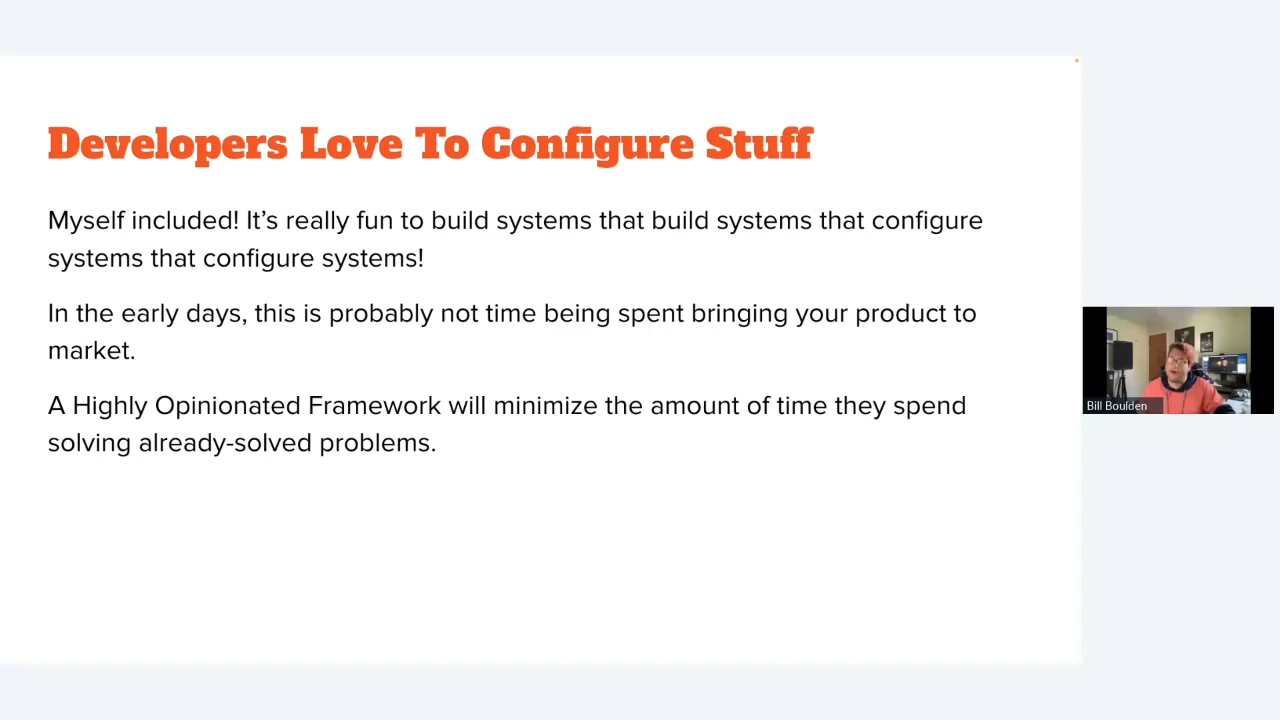 Developers Love To Configure Stuff
Myself included! It’s really fun to build systems that build systems that configure
systems that configure systems!
In the early days, this is probably not time being spent bringing your product to
market.
A Highly Opinionated Framework will minimize the amount of time they spend
solving already-solved problems.
Bill Boulden